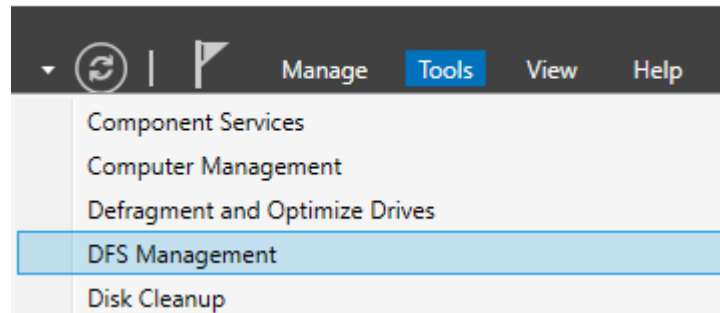 Manage Tools View Help
Component Services
Computer Management
Defragment and Optimize Drives
DFS Management
Disk Cleanup